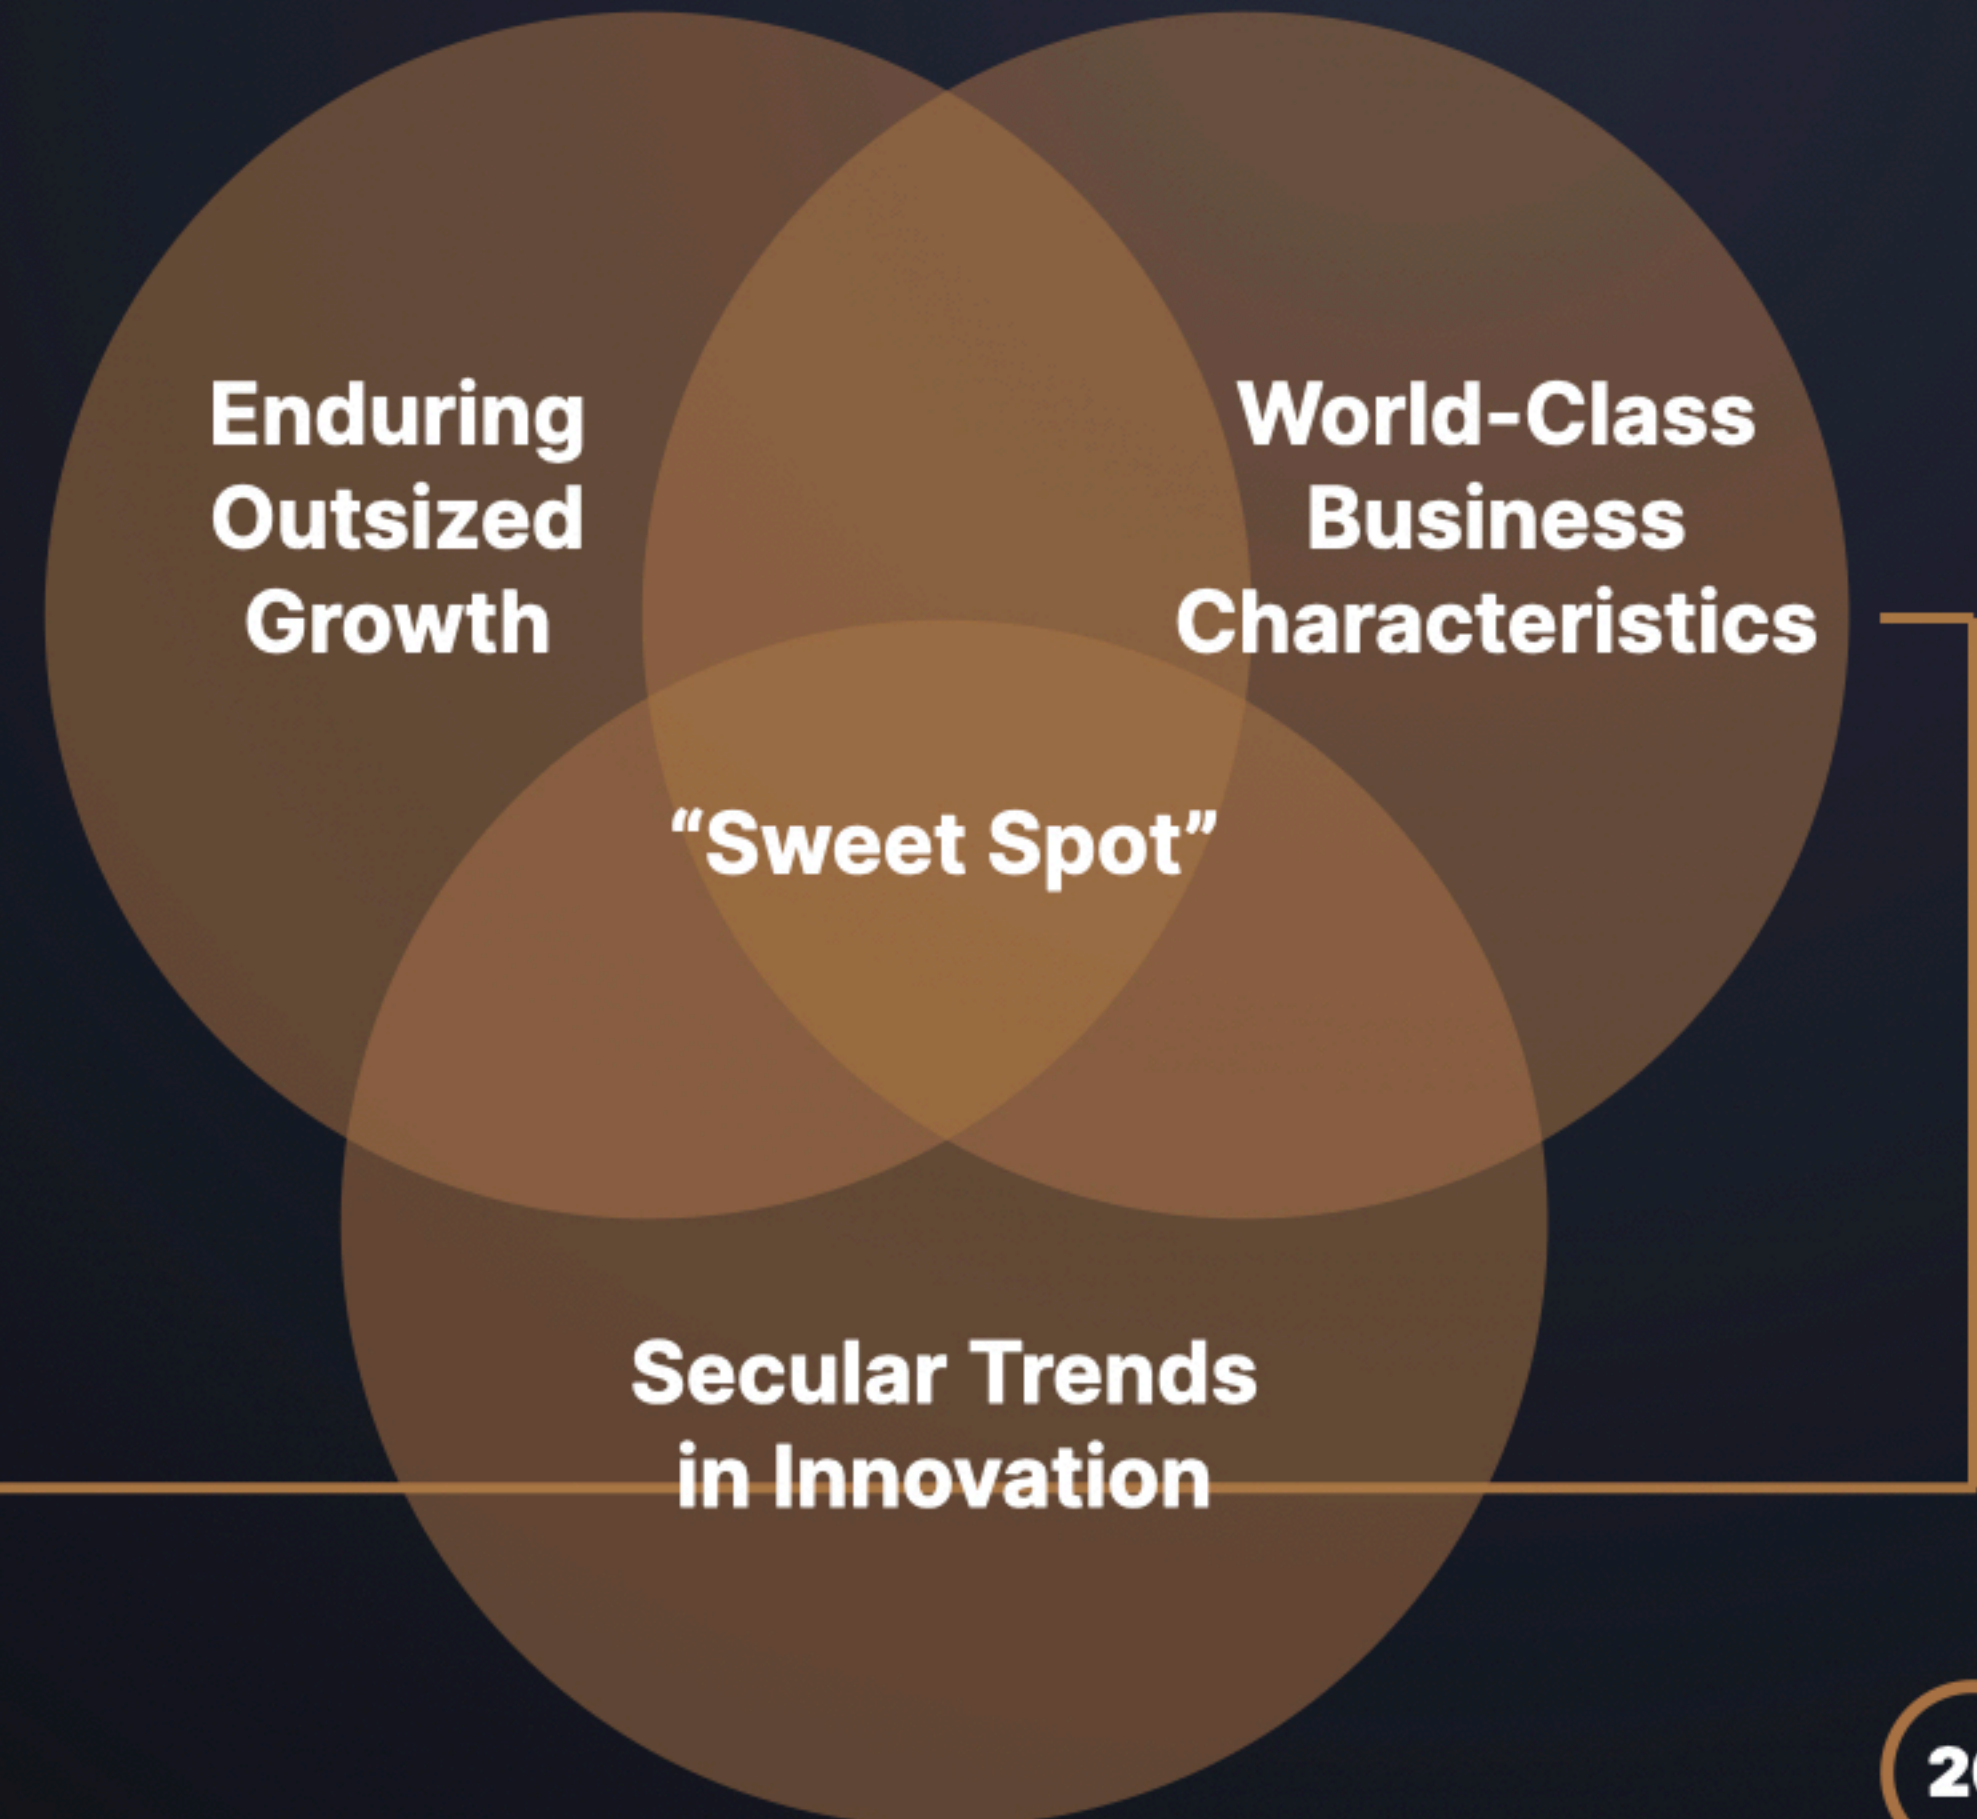 Enduring
Outsized
Growth
World-Class
Business
Characteristics
“Sweet Spot”
Secular Trends
in Innovation